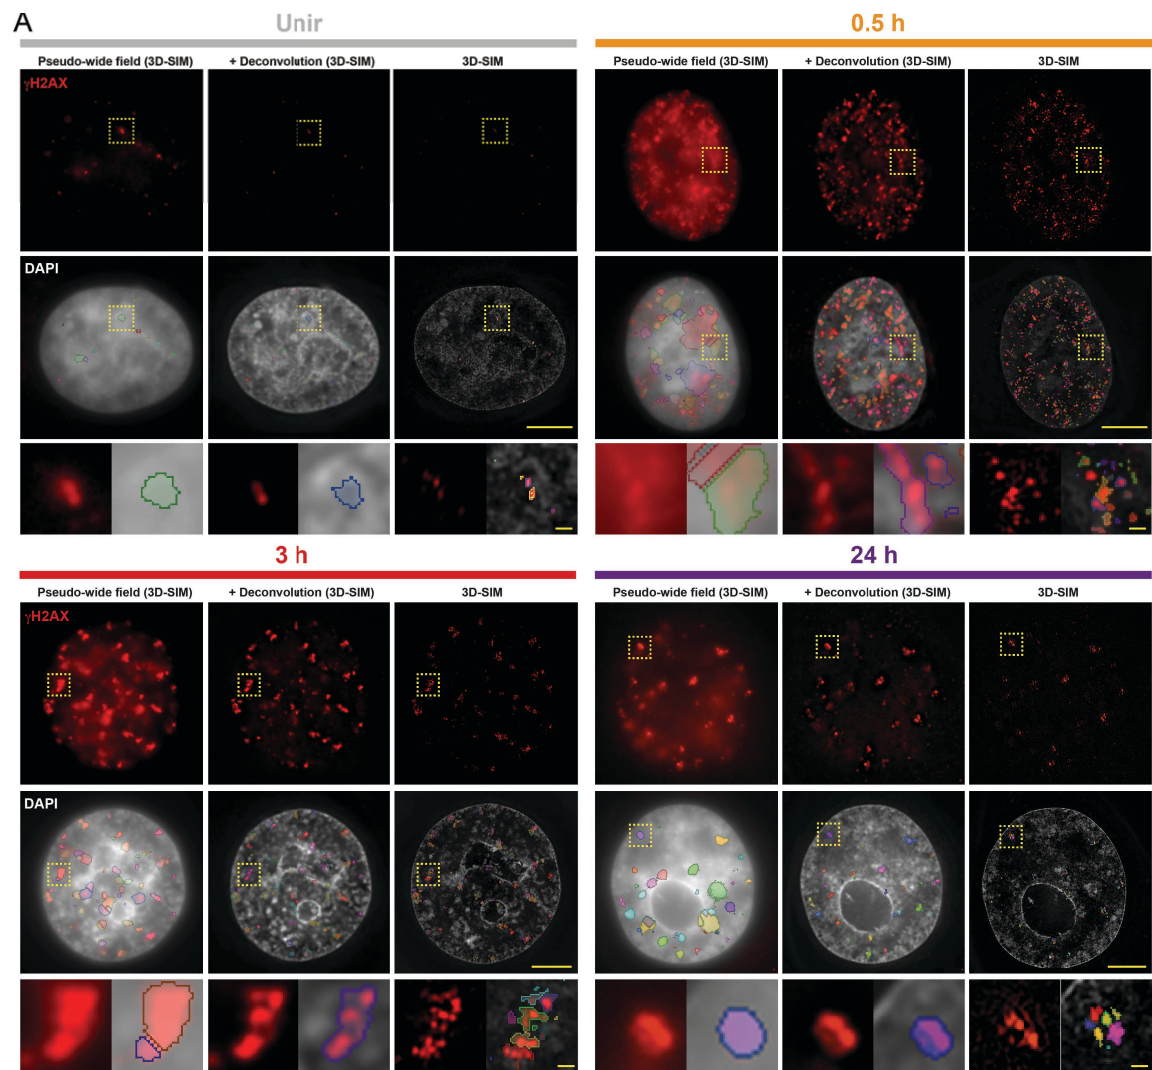 A
Unir
0.5 h
Pseudo-wide field (3D-SIM) + Deconvolution (3D-SIM) 3D-SIM
Pseudo-wide field (3D-SIM) + Deconvolution (3D-SIM) 3D-SIM
γH2AX
DAPI
3 h
24 h
Pseudo-wide field (3D-SIM) + Deconvolution (3D-SIM) 3D-SIM
Pseudo-wide field (3D-SIM) + Deconvolution (3D-SIM) 3D-SIM
γH2AX
DAPI